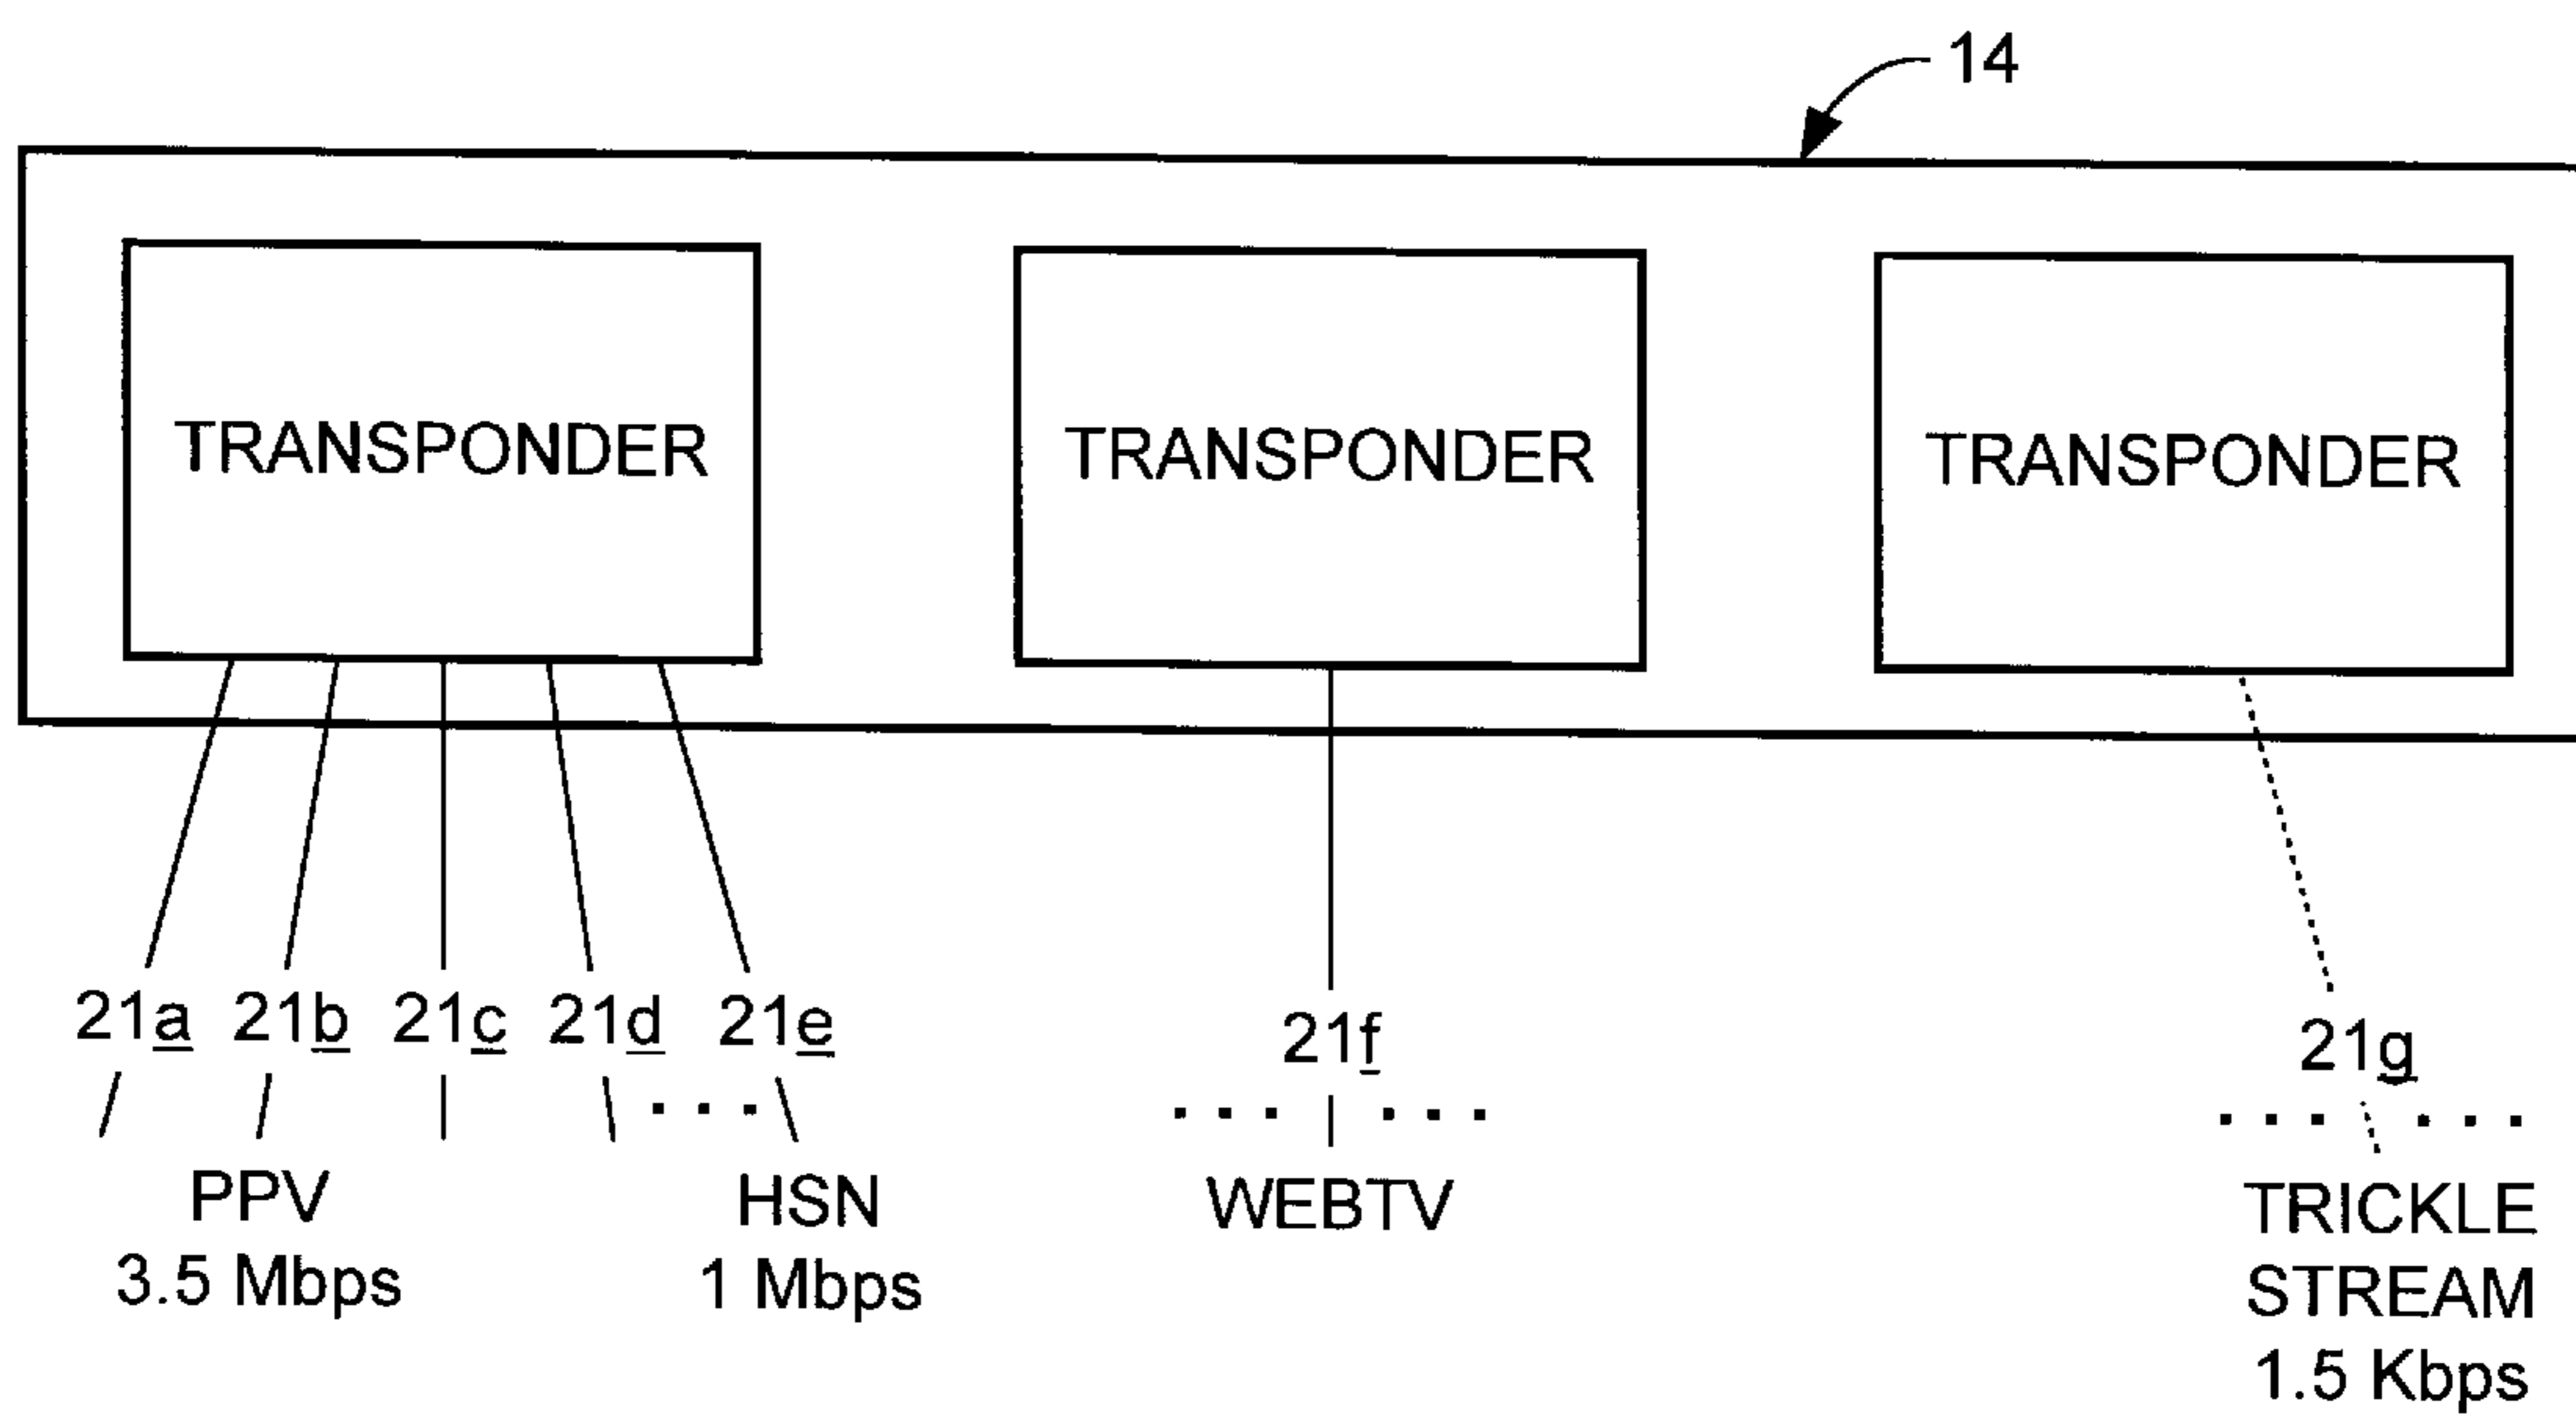 14
TRANSPONDER
TRANSPONDER
TRANSPONDER
21a 21b 21c 21d 21e
21f
21g
. . .
. . . . . .
. . . . . .
PPV
3.5 Mbps
HSN
1 Mbps
WEBTV
TRICKLE
STREAM
1.5 Kbps